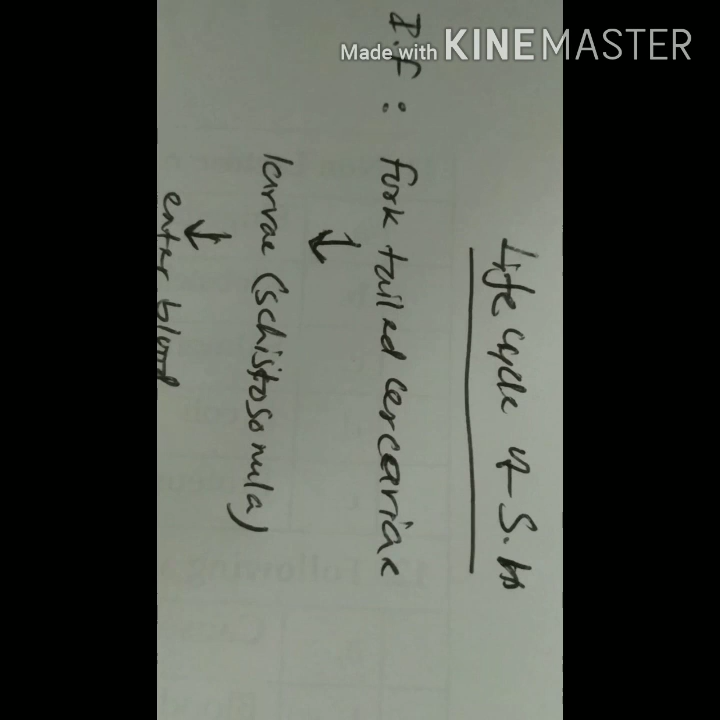 Made with KINEMASTER
Life cycle of S. h
I.f : fork tailed cercariae
↓
larvae (schistosomula)
↓
enter blood